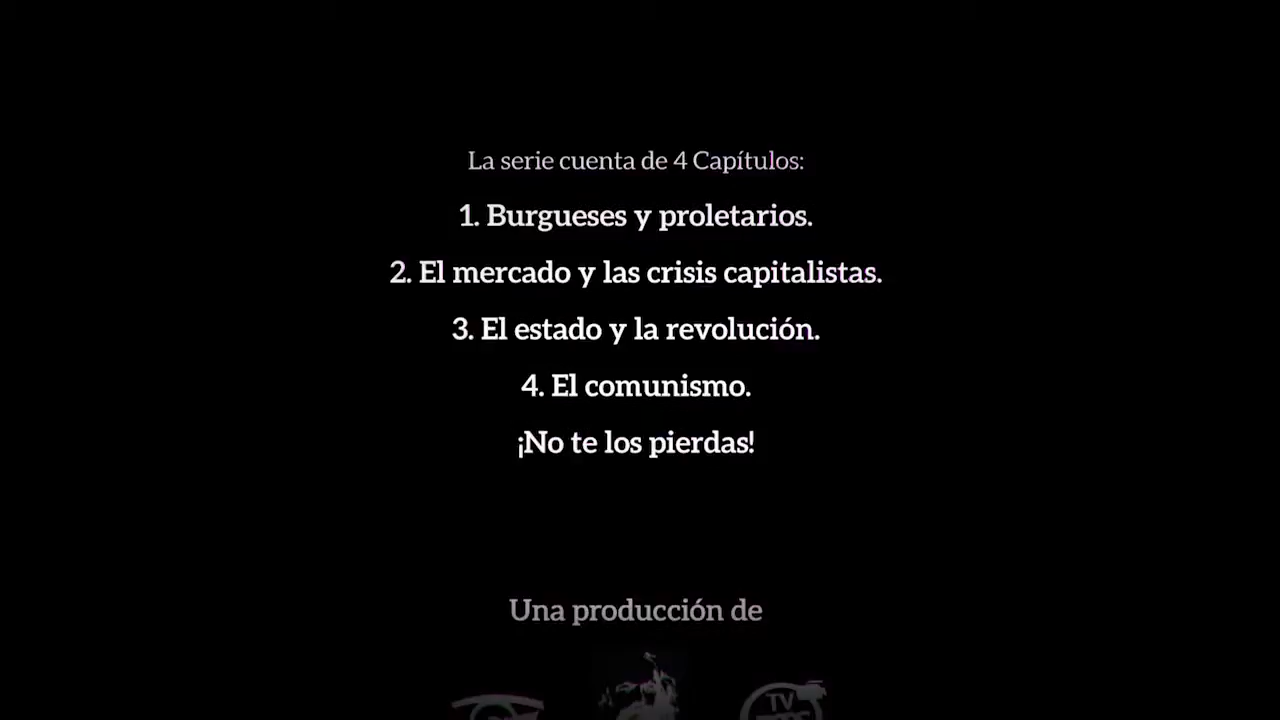 La serie cuenta de 4 Capítulos:
1. Burgueses y proletarios.
2. El mercado y las crisis capitalistas.
3. El estado y la revolución.
4. El comunismo.
¡No te los pierdas!
Una producción de
TV